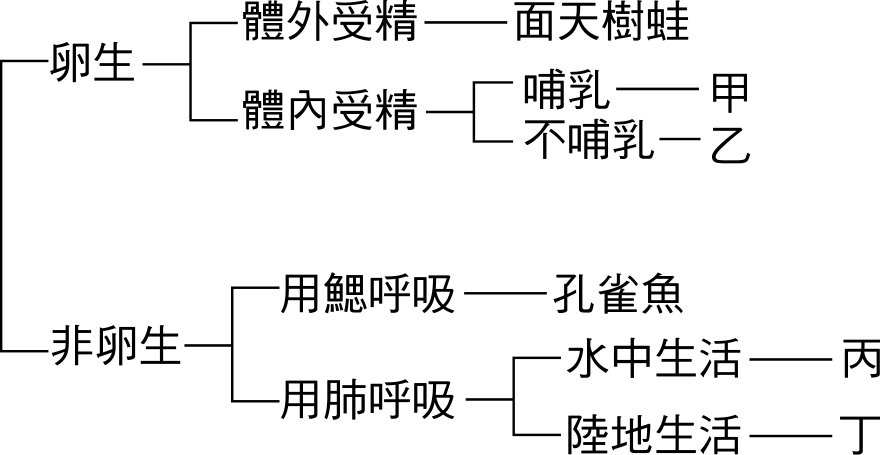 卵生
體外受精
面天樹蛙
體內受精
哺乳
甲
不哺乳
乙
非卵生
用鰓呼吸
孔雀魚
用肺呼吸
水中生活
丙
陸地生活
丁